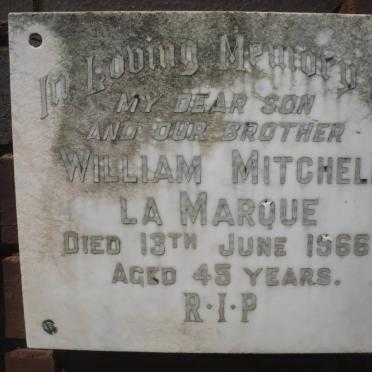 In Loving Memory
MY DEAR SON
AND OUR BROTHER
WILLIAM MITCHELL
LA MARQUE
DIED 13TH JUNE 1966
AGED 45 YEARS.
R·I·P